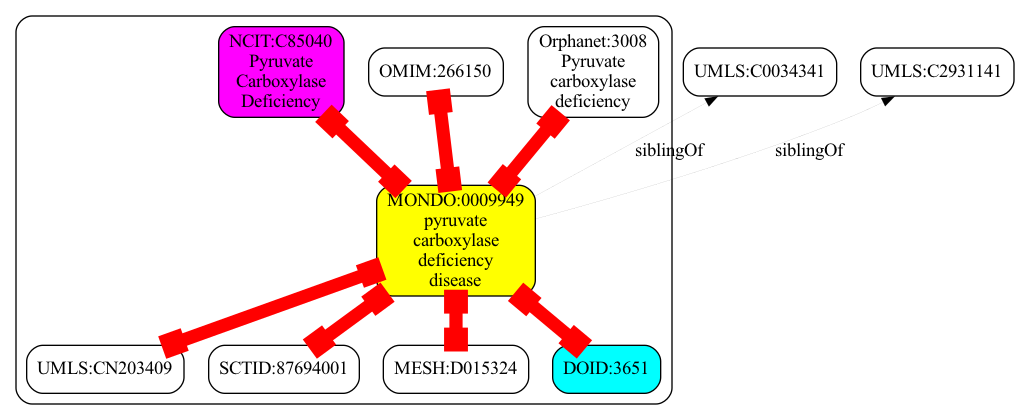 NCIT:C85040
Pyruvate
Carboxylase
Deficiency
OMIM:266150
Orphanet:3008
Pyruvate
carboxylase
deficiency
UMLS:C0034341
UMLS:C2931141
siblingOf
siblingOf
MONDO:0009949
pyruvate
carboxylase
deficiency
disease
UMLS:CN203409
SCTID:87694001
MESH:D015324
DOID:3651